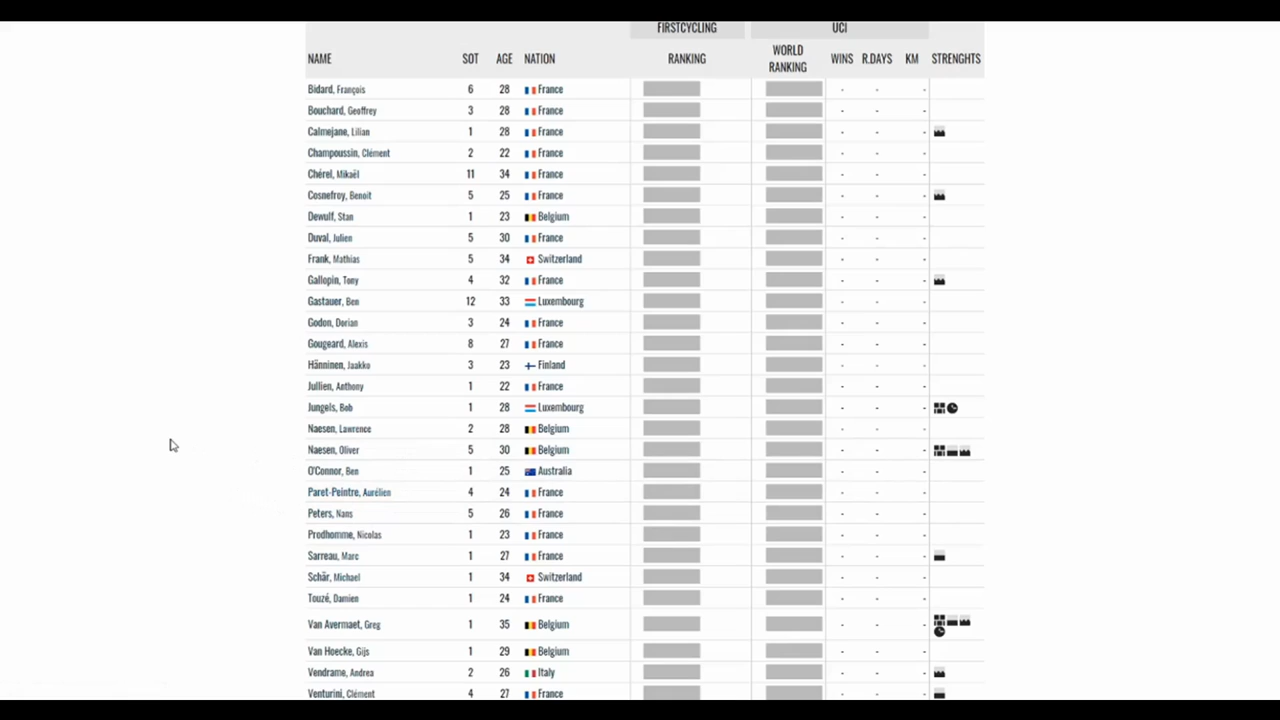 FIRSTCYCLING UCI
NAME SOT AGE NATION RANKING WORLD RANKING WINS R.DAYS KM STRENGHTS
Bidard, François 6 28 France - - -
Bouchard, Geoffrey 3 28 France - - -
Calmejane, Lilian 1 28 France - - -
Champoussin, Clément 2 22 France - - -
Chérel, Mikaël 11 34 France - - -
Cosnefroy, Benoit 5 25 France - - -
Dewulf, Stan 1 23 Belgium - - -
Duval, Julien 5 30 France - - -
Frank, Mathias 5 34 Switzerland - - -
Gallopin, Tony 4 32 France - - -
Gastauer, Ben 12 33 Luxembourg - - -
Godon, Dorian 3 24 France - - -
Gougeard, Alexis 8 27 France - - -
Hänninen, Jaakko 3 23 Finland - - -
Jullien, Anthony 1 22 France - - -
Jungels, Bob 1 28 Luxembourg - - -
Naesen, Lawrence 2 28 Belgium - - -
Naesen, Oliver 5 30 Belgium - - -
O'Connor, Ben 1 25 Australia - - -
Paret-Peintre, Aurélien 4 24 France - - -
Peters, Nans 5 26 France - - -
Prodhomme, Nicolas 1 23 France - - -
Sarreau, Marc 1 27 France - - -
Schär, Michael 1 34 Switzerland - - -
Touzé, Damien 1 24 France - - -
Van Avermaet, Greg 1 35 Belgium - - -
Van Hoecke, Gijs 1 29 Belgium - - -
Vendrame, Andrea 2 26 Italy - - -
Venturini, Clément 4 27 France - - -